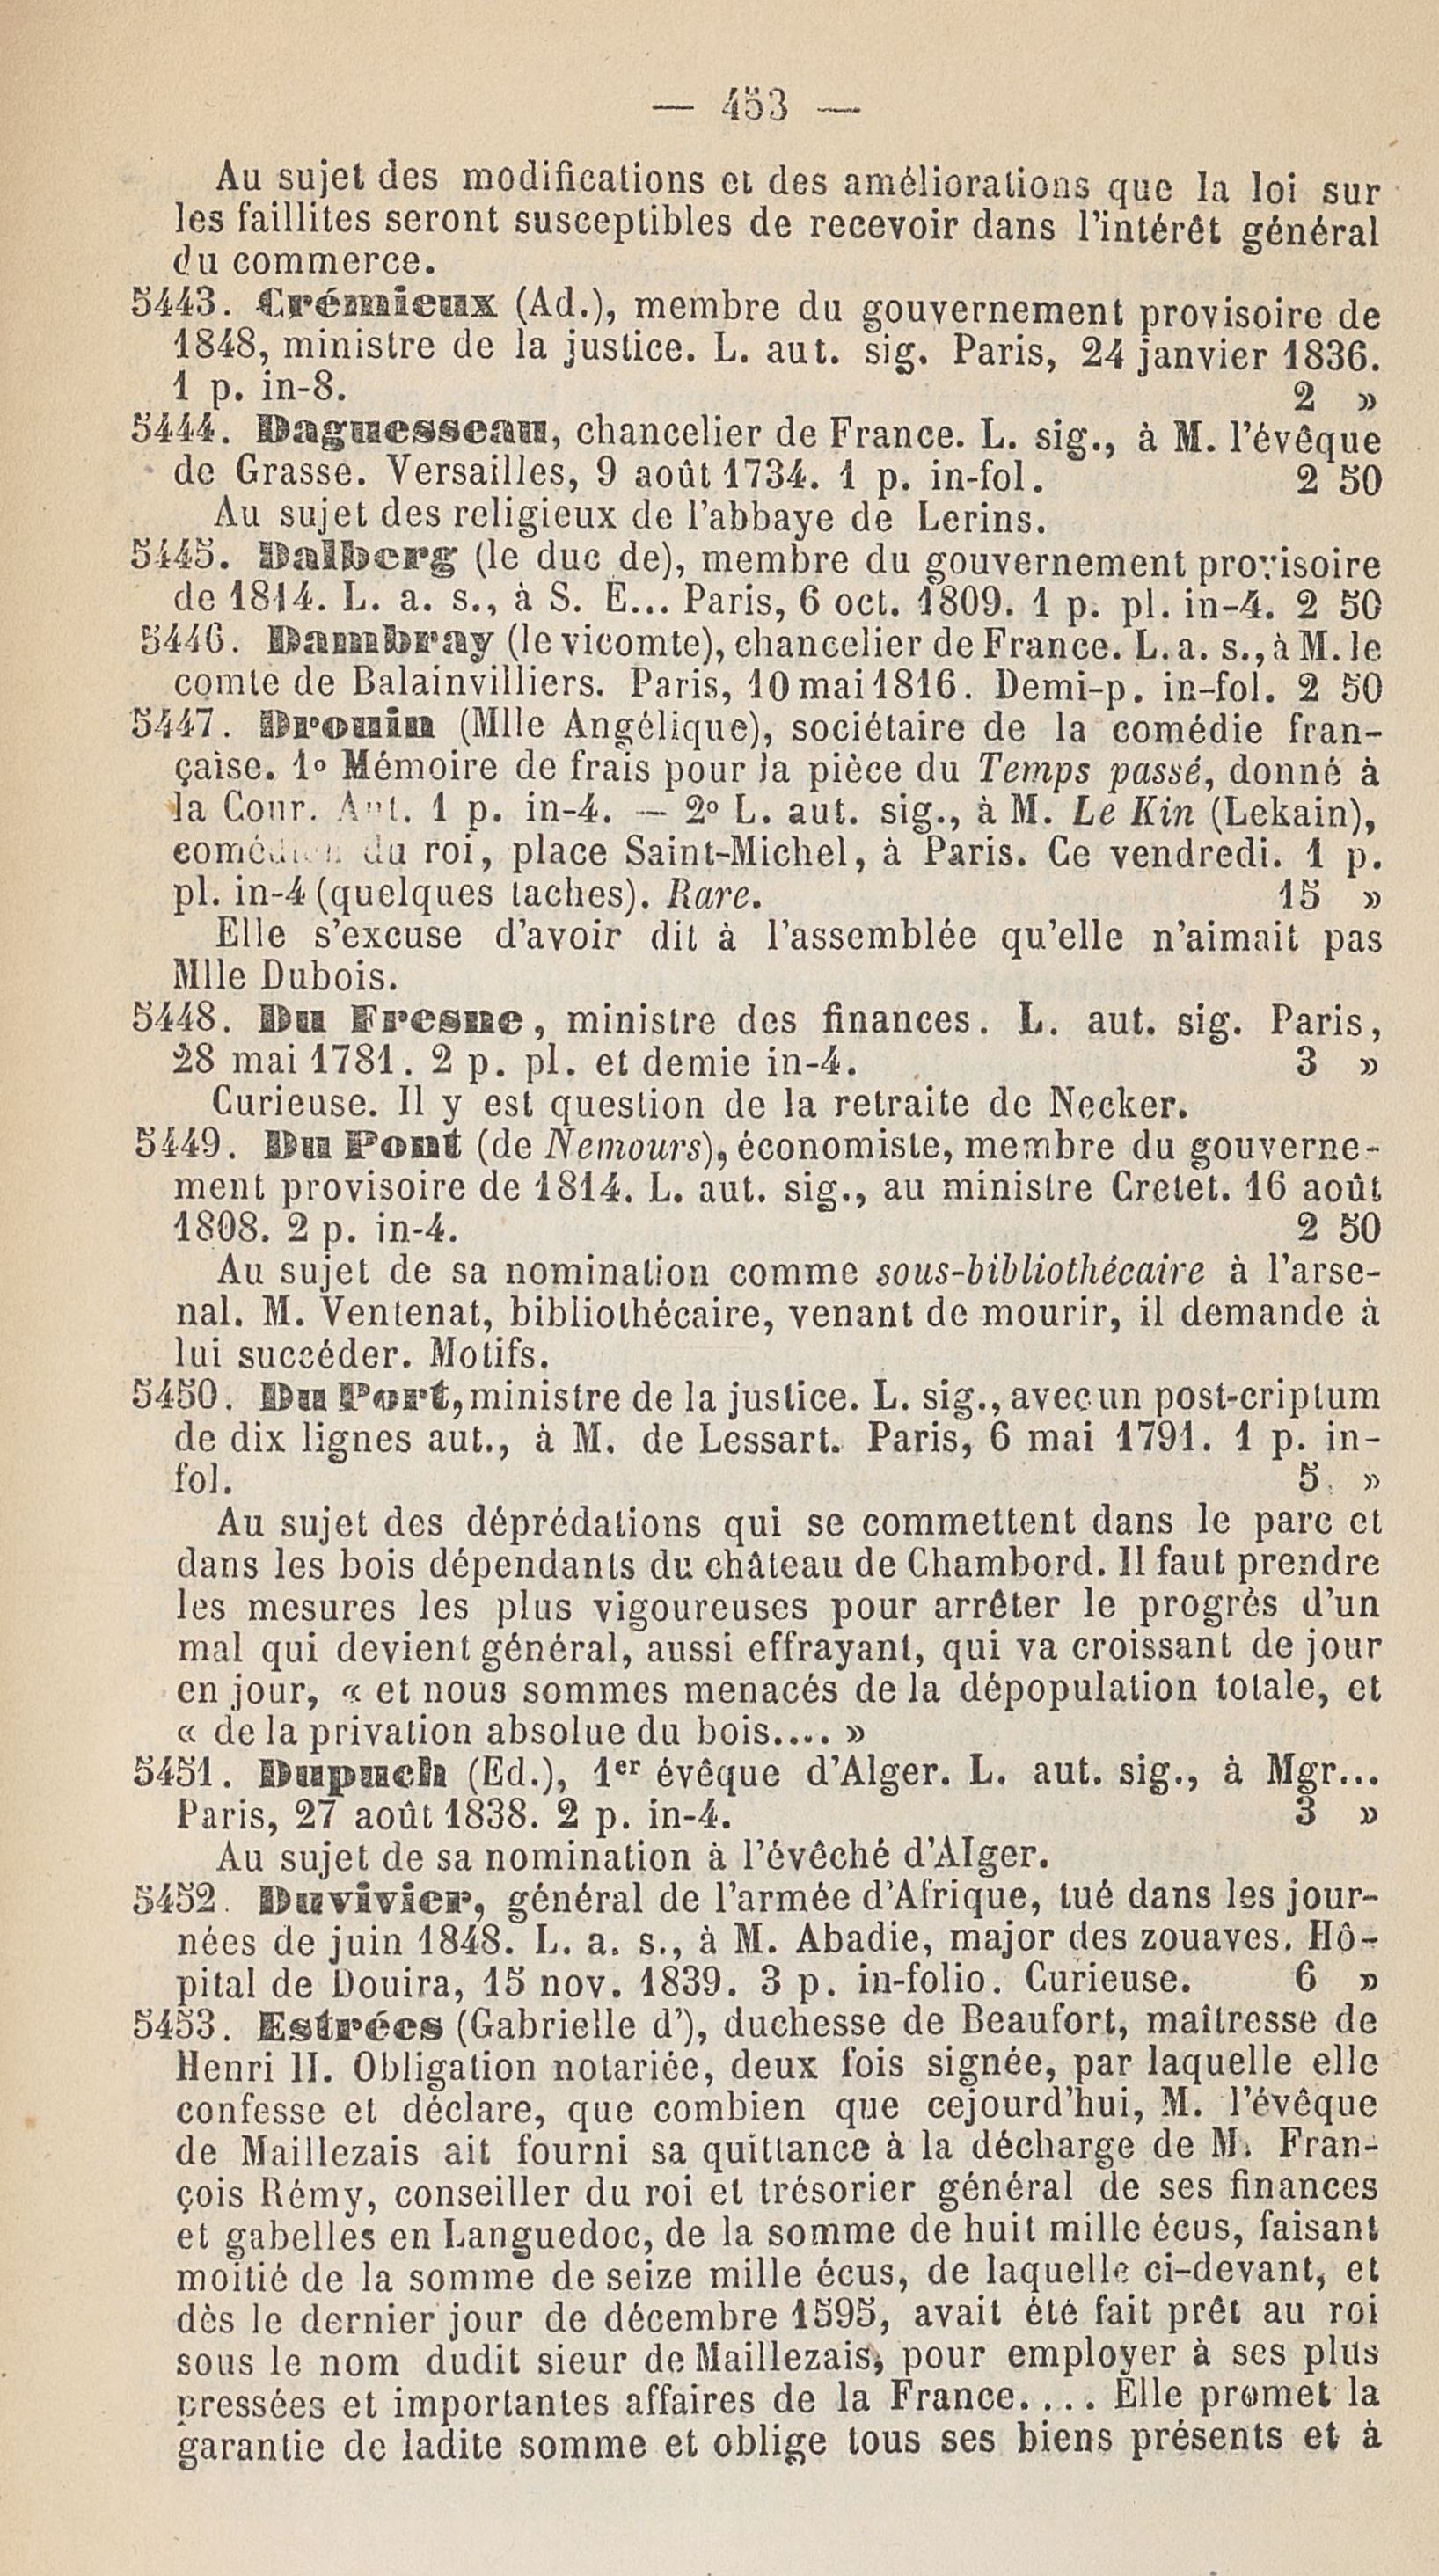 — 453 —
Au sujet des modifications et des améliorations que la loi sur
les faillites seront susceptibles de recevoir dans l'intérêt général
du commerce.
5443. Crémieux (Ad.), membre du gouvernement provisoire de
1848, ministre de la justice. L. aut. sig. Paris, 24 janvier 1836.
1 p. in-8. 2 »
5444. Daguesseau, chancelier de France. L. sig., à M. l'évêque
de Grasse. Versailles, 9 août 1734. 1 p. in-fol. 2 50
Au sujet des religieux de l'abbaye de Lerins.
5445. Dalberg (le duc de), membre du gouvernement provisoire
de 1814. L. a. s., à S. E... Paris, 6 oct. 1809. 1 p. pl. in-4. 2 50
5446. Dambray (le vicomte), chancelier de France. L. a. s., à M. le
comte de Balainvilliers. Paris, 10 mai 1816. Demi-p. in-fol. 2 50
5447. Drouin (Mlle Angélique), sociétaire de la comédie fran-
çaise. 1º Mémoire de frais pour la pièce du Temps passé, donné à
la Cour. Aut. 1 p. in-4. — 2º L. aut. sig., à M. Le Kin (Lekain),
comédien du roi, place Saint-Michel, à Paris. Ce vendredi. 1 p.
pl. in-4 (quelques taches). Rare. 15 »
Elle s'excuse d'avoir dit à l'assemblée qu'elle n'aimait pas
Mlle Dubois.
5448. Du Fresne, ministre des finances. L. aut. sig. Paris,
28 mai 1781. 2 p. pl. et demie in-4. 3 »
Curieuse. Il y est question de la retraite de Necker.
5449. Du Pont (de Nemours), économiste, membre du gouverne-
ment provisoire de 1814. L. aut. sig., au ministre Cretet. 16 août
1808. 2 p. in-4. 2 50
Au sujet de sa nomination comme sous-bibliothécaire à l'arse-
nal. M. Ventenat, bibliothécaire, venant de mourir, il demande à
lui succéder. Motifs.
5450. Du Port, ministre de la justice. L. sig., avec un post-criptum
de dix lignes aut., à M. de Lessart. Paris, 6 mai 1791. 1 p. in-
fol. 5 »
Au sujet des déprédations qui se commettent dans le parc et
dans les bois dépendants du château de Chambord. Il faut prendre
les mesures les plus vigoureuses pour arrêter le progrès d'un
mal qui devient général, aussi effrayant, qui va croissant de jour
en jour, « et nous sommes menacés de la dépopulation totale, et
« de la privation absolue du bois.... »
5451. Dupuch (Ed.), 1er évêque d'Alger. L. aut. sig., à Mgr...
Paris, 27 août 1838. 2 p. in-4. 3 »
Au sujet de sa nomination à l'évêché d'Alger.
5452. Duvivier, général de l'armée d'Afrique, tué dans les jour-
nées de juin 1848. L. a. s., à M. Abadie, major des zouaves. Hô-
pital de Douira, 15 nov. 1839. 3 p. in-folio. Curieuse. 6 »
5453. Estrées (Gabrielle d'), duchesse de Beaufort, maîtresse de
Henri II. Obligation notariée, deux fois signée, par laquelle elle
confesse et déclare, que combien que cejourd'hui, M. l'évêque
de Maillezais ait fourni sa quittance à la décharge de M. Fran-
çois Rémy, conseiller du roi et trésorier général de ses finances
et gabelles en Languedoc, de la somme de huit mille écus, faisant
moitié de la somme de seize mille écus, de laquelle ci-devant, et
dès le dernier jour de décembre 1595, avait été fait prêt au roi
sous le nom dudit sieur de Maillezais, pour employer à ses plus
pressées et importantes affaires de la France.... Elle promet la
garantie de ladite somme et oblige tous ses biens présents et à